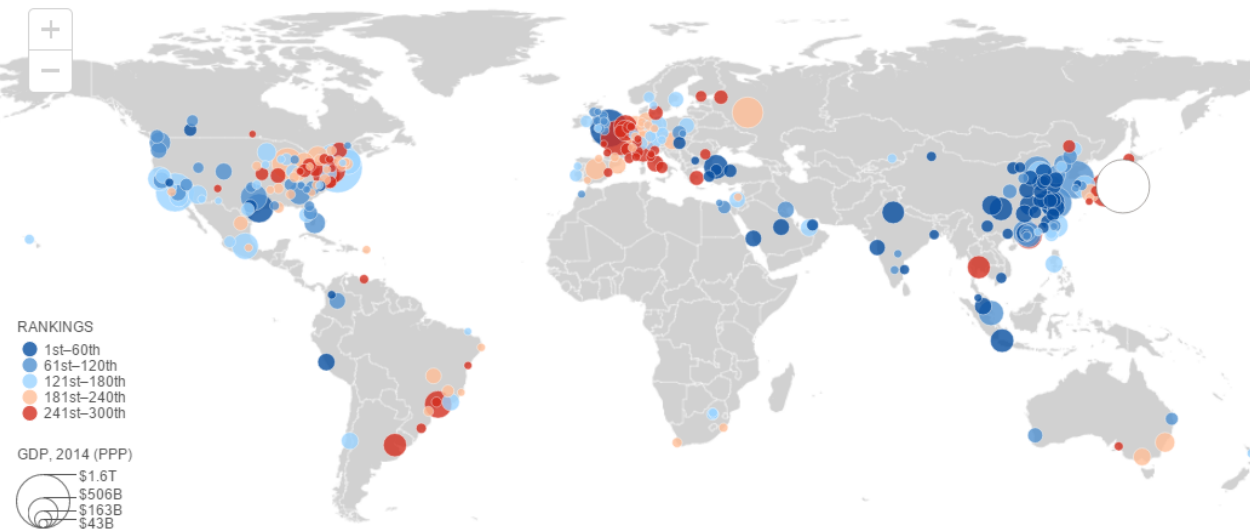 +
−
RANKINGS
1st–60th
61st–120th
121st–180th
181st–240th
241st–300th
GDP, 2014 (PPP)
$1.6T
$506B
$163B
$43B